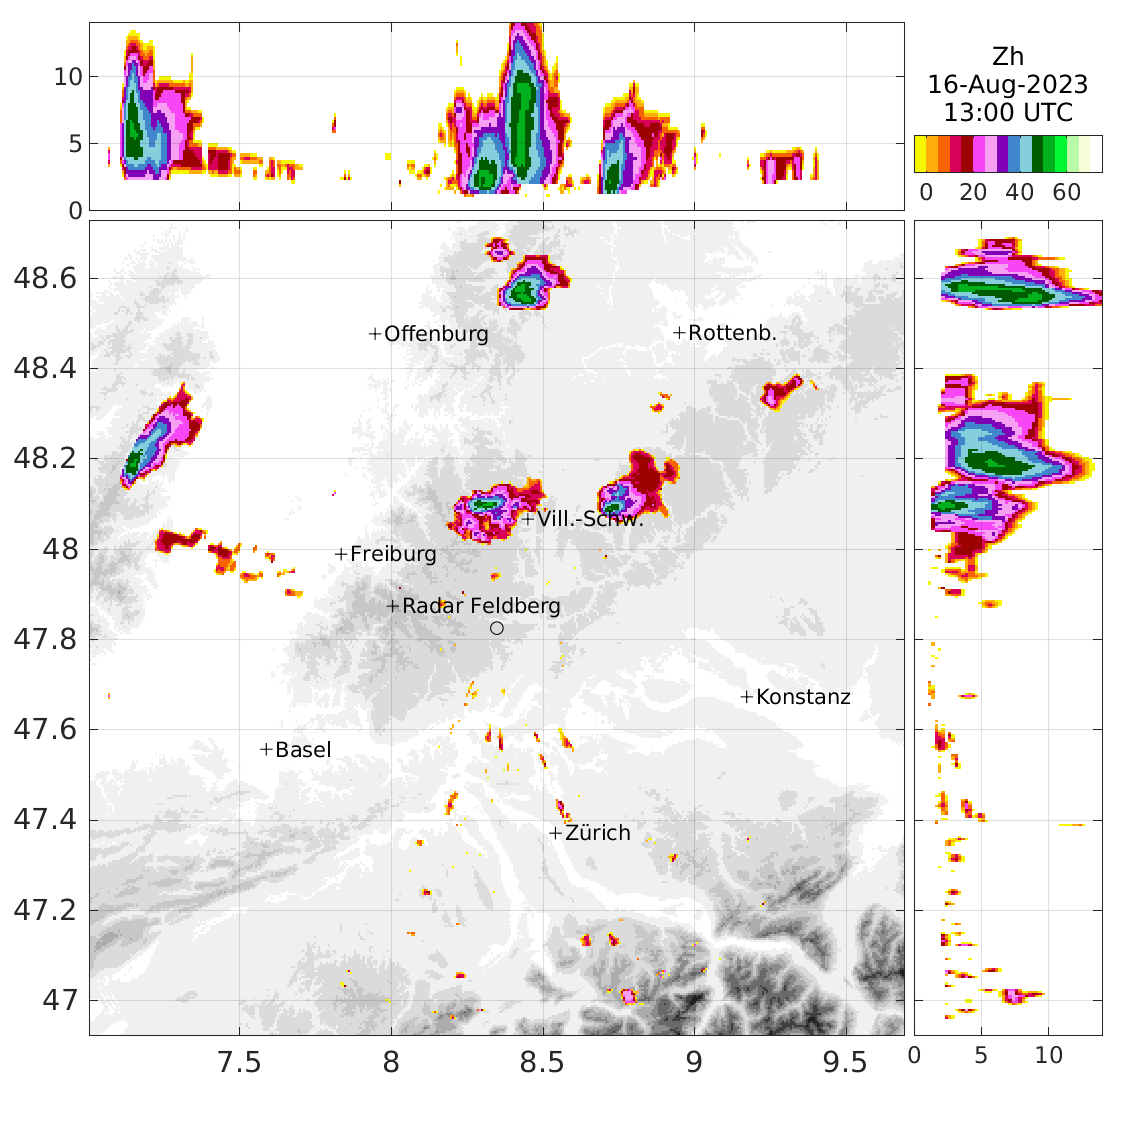 10
5
0
Zh
16-Aug-2023
13:00 UTC
0 20 40 60
48.6
48.4
48.2
48
47.8
47.6
47.4
47.2
47
+Offenburg
+Rottenb.
+Vill.-Schw.
+Freiburg
+Radar Feldberg
+Konstanz
+Basel
+Zürich
7.5 8 8.5 9 9.5
0 5 10